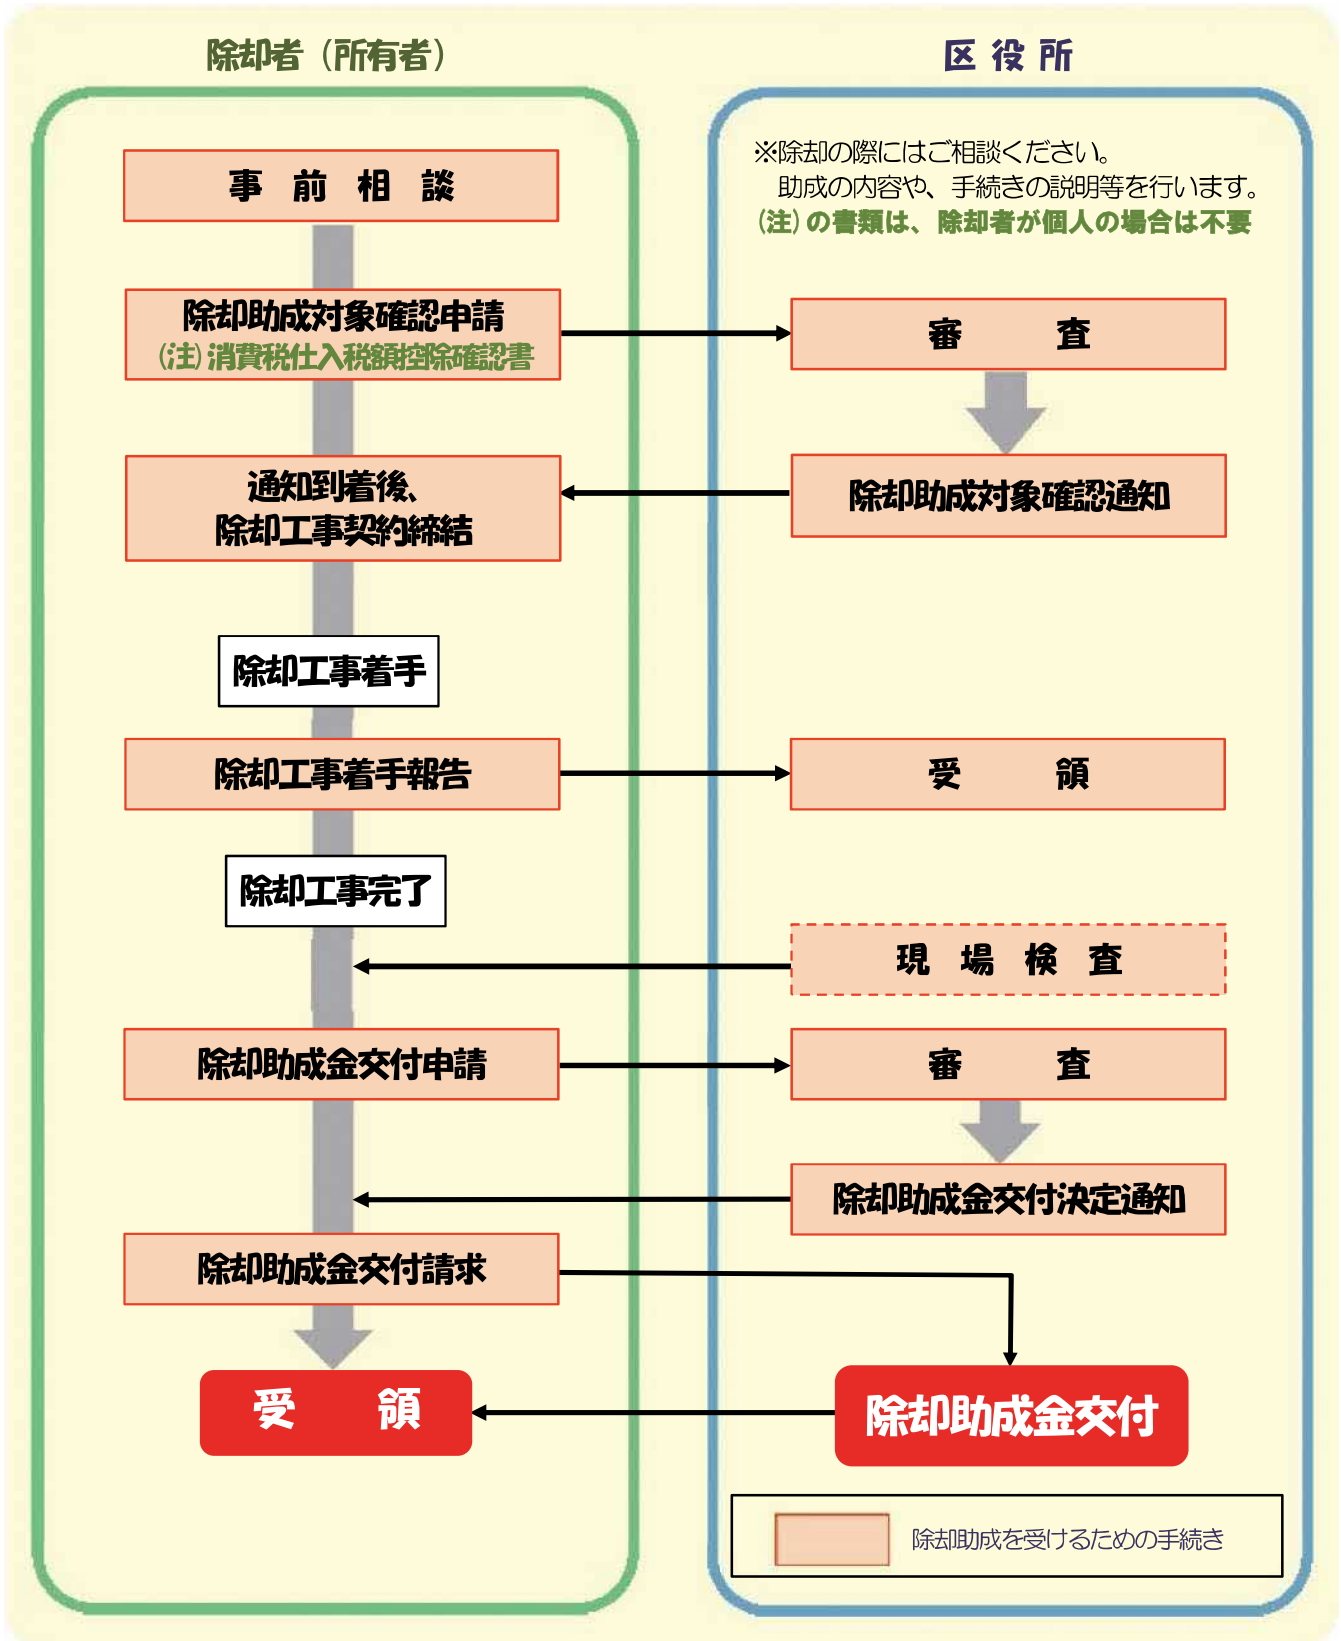 除却者（所有者）
区役所
※除却の際にはご相談ください。
助成の内容や、手続きの説明等を行います。
(注)の書類は、除却者が個人の場合は不要
事前相談
除却助成対象確認申請
(注)消費税仕入税額控除確認書
審査
除却助成対象確認通知
通知到着後、
除却工事契約締結
除却工事着手
除却工事着手報告
受領
除却工事完了
現場検査
除却助成金交付申請
審査
除却助成金交付決定通知
除却助成金交付請求
除却助成金交付
受領
除却助成を受けるための手続き